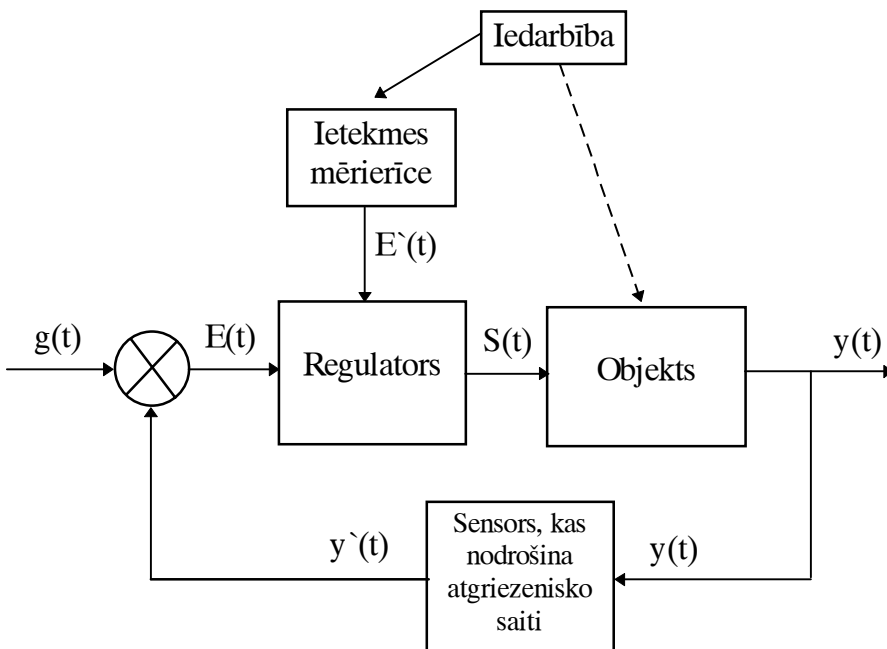 Iedarbība
Ietekmes
mērierīce
E`(t)
g(t)
E(t)
Regulators
S(t)
Objekts
y(t)
Sensors, kas
nodrošina
atgriezenisko
saiti
y`(t)
y(t)